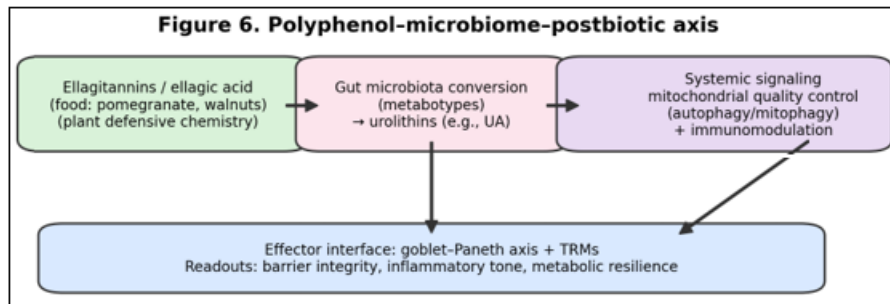 Figure 6. Polyphenol–microbiome–postbiotic axis
Ellagitannins / ellagic acid
(food: pomegranate, walnuts)
(plant defensive chemistry)
Gut microbiota conversion
(metabotypes)
→ urolithins (e.g., UA)
Systemic signaling
mitochondrial quality control
(autophagy/mitophagy)
+ immunomodulation
Effector interface: goblet–Paneth axis + TRMs
Readouts: barrier integrity, inflammatory tone, metabolic resilience